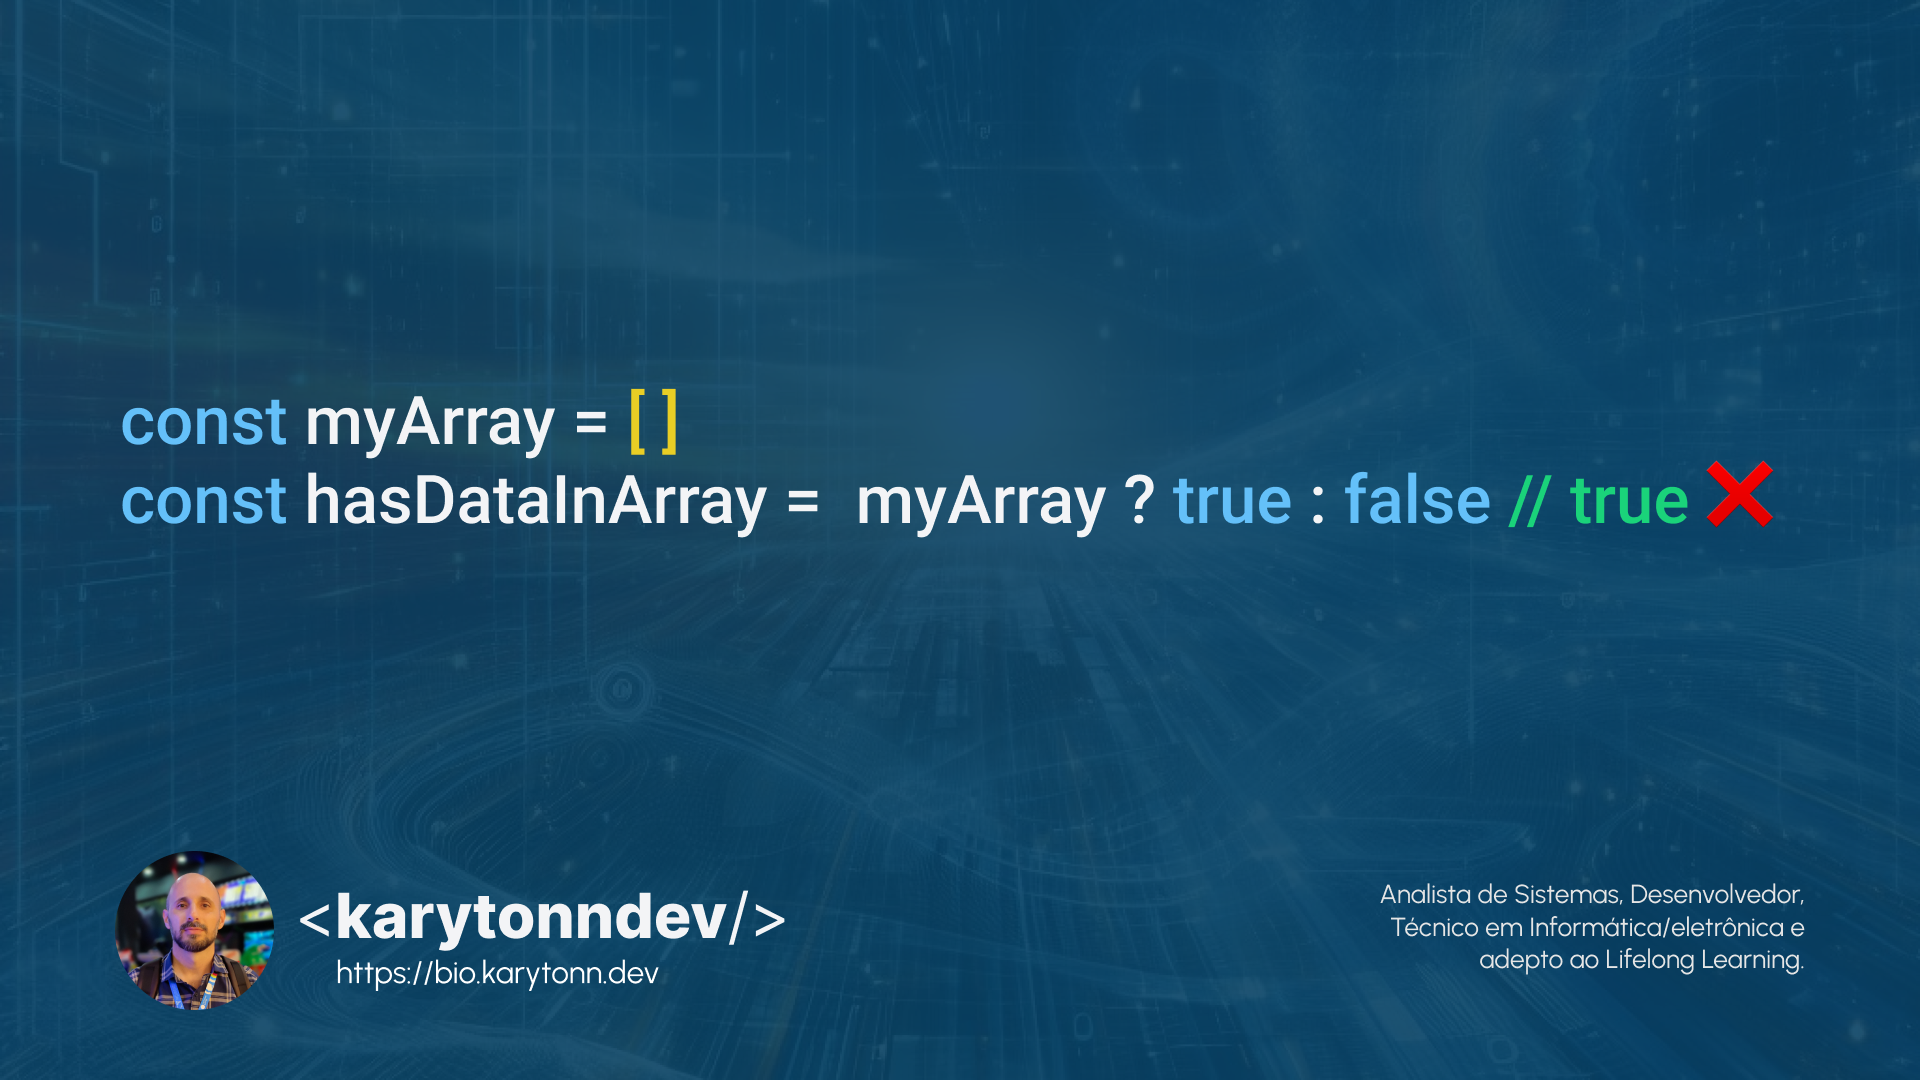 const myArray = [ ]
const hasDataInArray =  myArray ? true : false // true ❌
<karytonndev/>
https://bio.karytonn.dev
Analista de Sistemas, Desenvolvedor,
Técnico em Informática/eletrônica e
adepto ao Lifelong Learning.